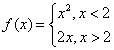 f(x) = { x², x < 2
2x, x > 2